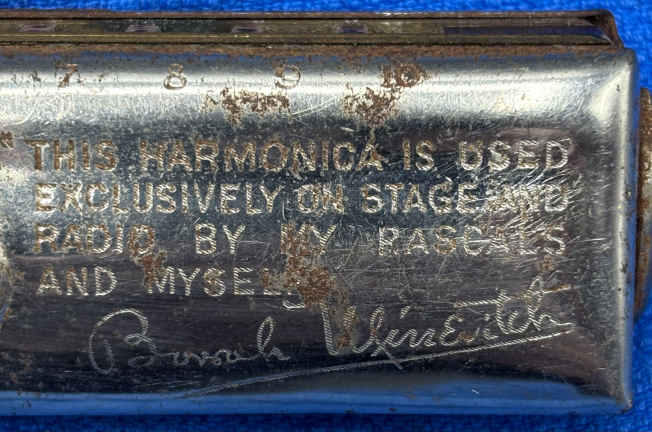 7 8 9 10
"THIS HARMONICA IS USED
EXCLUSIVELY ON STAGE AND
RADIO BY MY RASCALS
AND MYSELF
Borrah Minevitch